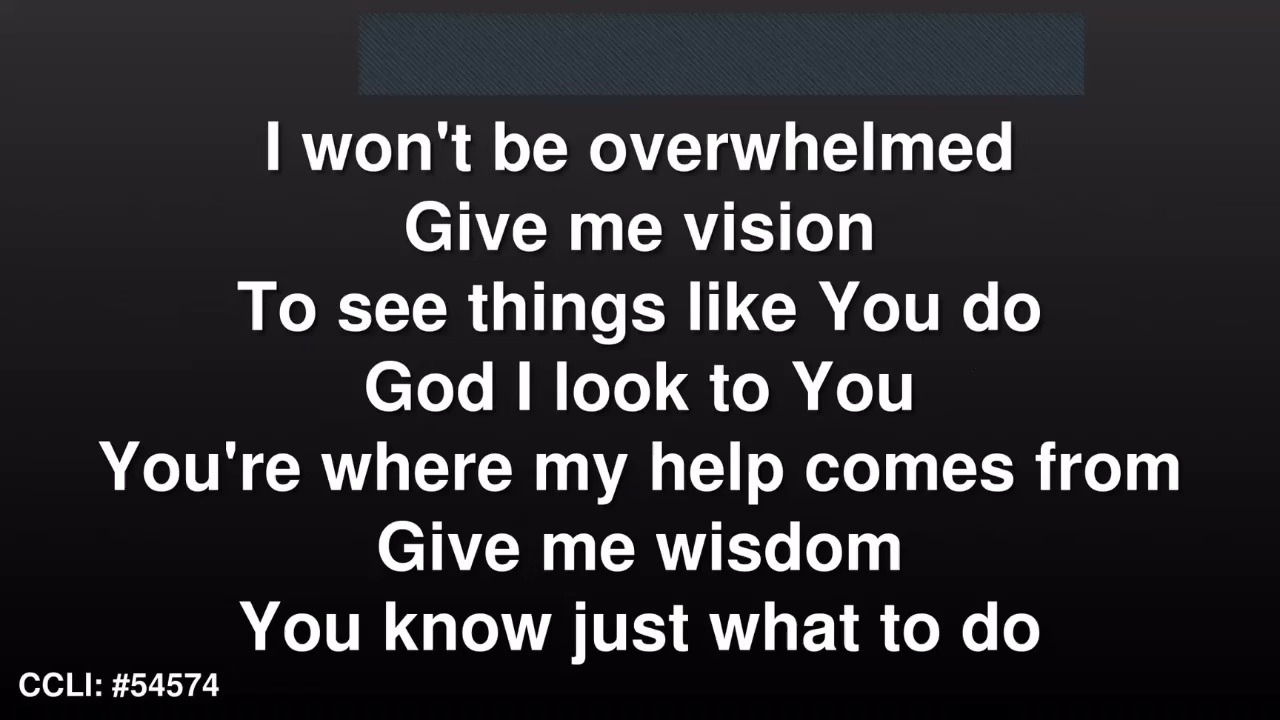 I won't be overwhelmed
Give me vision
To see things like You do
God I look to You
You're where my help comes from
Give me wisdom
You know just what to do
CCLI: #54574